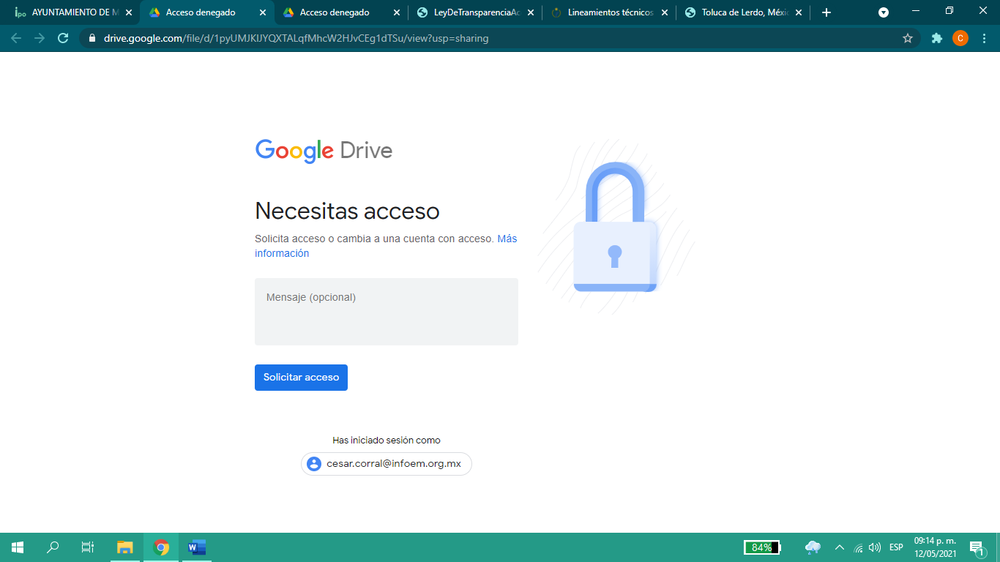 ipo AYUNTAMIENTO DE M
Acceso denegado
Acceso denegado
LeyDeTransparenciaAc
Lineamientos técnicos
Toluca de Lerdo, Méxi
drive.google.com/file/d/1pyUMJKlJYQXTALqfMhcW2HJvCEg1dTSu/view?usp=sharing
C
Google Drive
Necesitas acceso
Solicita acceso o cambia a una cuenta con acceso. Más
información
Mensaje (opcional)
Solicitar acceso
Has iniciado sesión como
cesar.corral@infoem.org.mx
W
84%
ESP
09:14 p. m.
12/05/2021
1